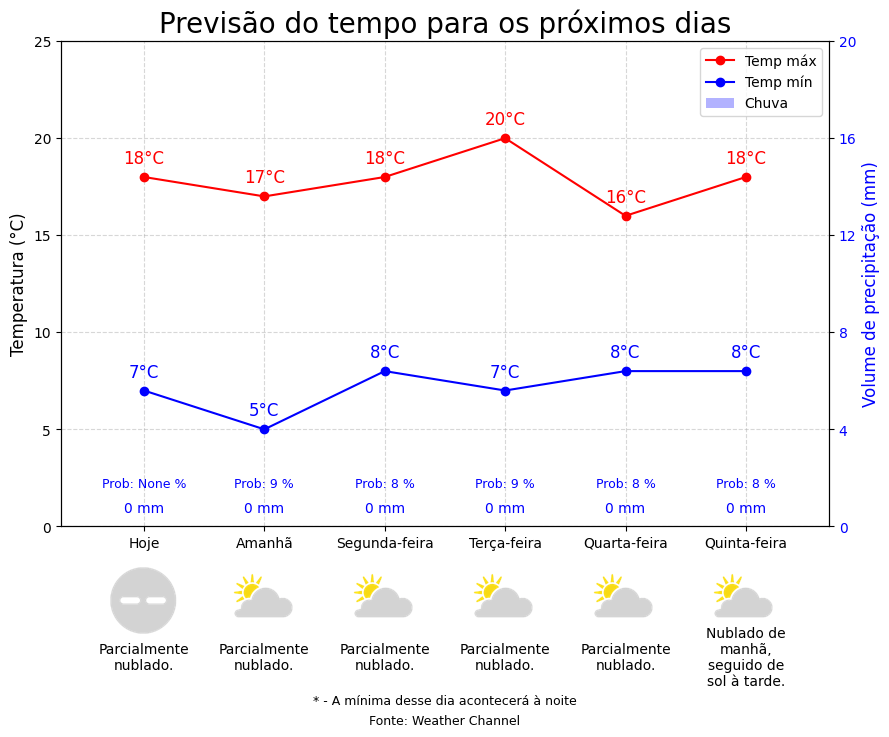 Previsão do tempo para os próximos dias
Temperatura (°C)
25
20
15
10
5
0
Volume de precipitação (mm)
20
16
12
8
4
0
Temp máx
Temp mín
Chuva
18°C 17°C 18°C 20°C 16°C 18°C
7°C 5°C 8°C 7°C 8°C 8°C
Prob: None % Prob: 9 % Prob: 8 % Prob: 9 % Prob: 8 % Prob: 8 %
0 mm 0 mm 0 mm 0 mm 0 mm 0 mm
Hoje Amanhã Segunda-feira Terça-feira Quarta-feira Quinta-feira
Parcialmente
nublado.
Parcialmente
nublado.
Parcialmente
nublado.
Parcialmente
nublado.
Parcialmente
nublado.
Nublado de
manhã,
seguido de
sol à tarde.
* - A mínima desse dia acontecerá à noite
Fonte: Weather Channel